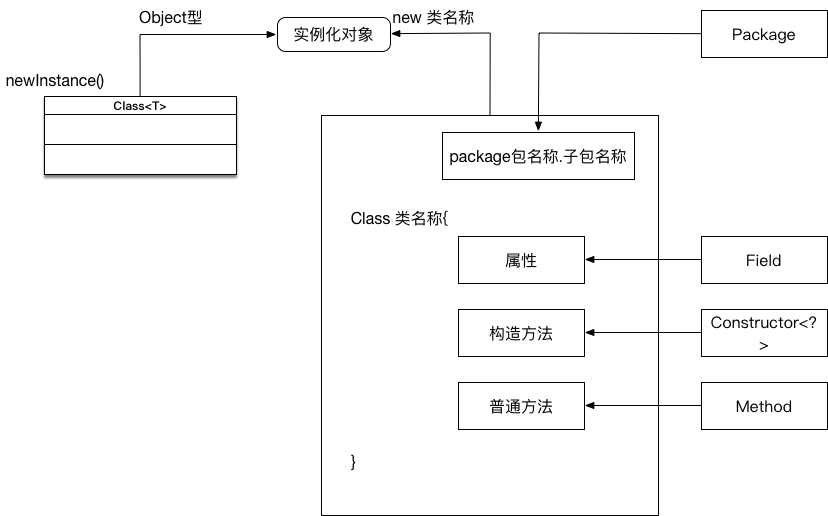 Object型
实例化对象
new 类名称
Package
newInstance()
Class<T>
package包名称.子包名称
Class 类名称{
属性
Field
构造方法
Constructor<?
>
普通方法
Method
}